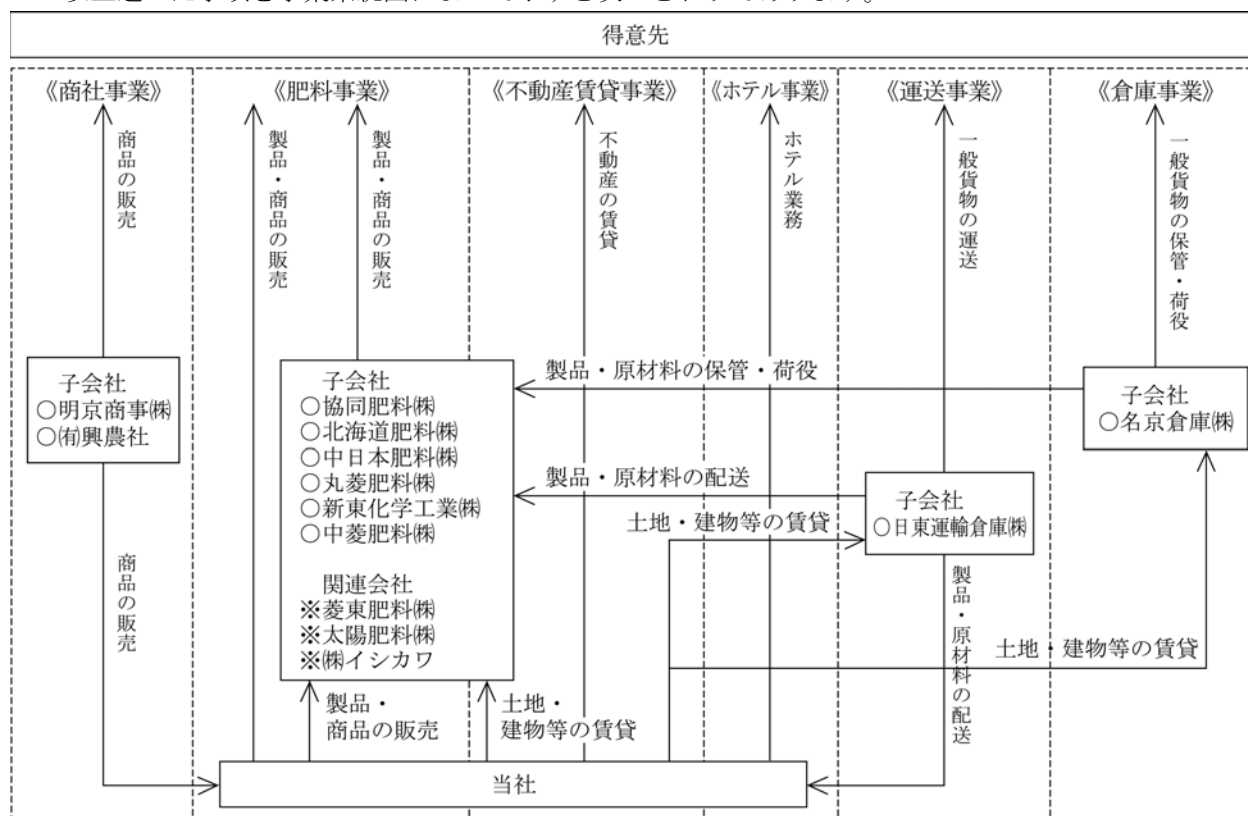 得意先
《商社事業》
《肥料事業》
《不動産賃貸事業》
《ホテル事業》
《運送事業》
《倉庫事業》
商品の販売
製品・商品の販売
製品・商品の販売
不動産の賃貸
ホテル業務
一般貨物の運送
一般貨物の保管・荷役
子会社
○明京商事㈱
○㈲興農社
子会社
○協同肥料㈱
○北海道肥料㈱
○中日本肥料㈱
○丸菱肥料㈱
○新東化学工業㈱
○中菱肥料㈱
関連会社
※菱東肥料㈱
※太陽肥料㈱
※㈱イシカワ
製品・原材料の保管・荷役
子会社
○名京倉庫㈱
製品・原材料の配送
子会社
○日東運輸倉庫㈱
土地・建物等の賃貸
商品の販売
製品・原材料の配送
土地・建物等の賃貸
製品・
商品の販売
土地・
建物等の賃貸
当社